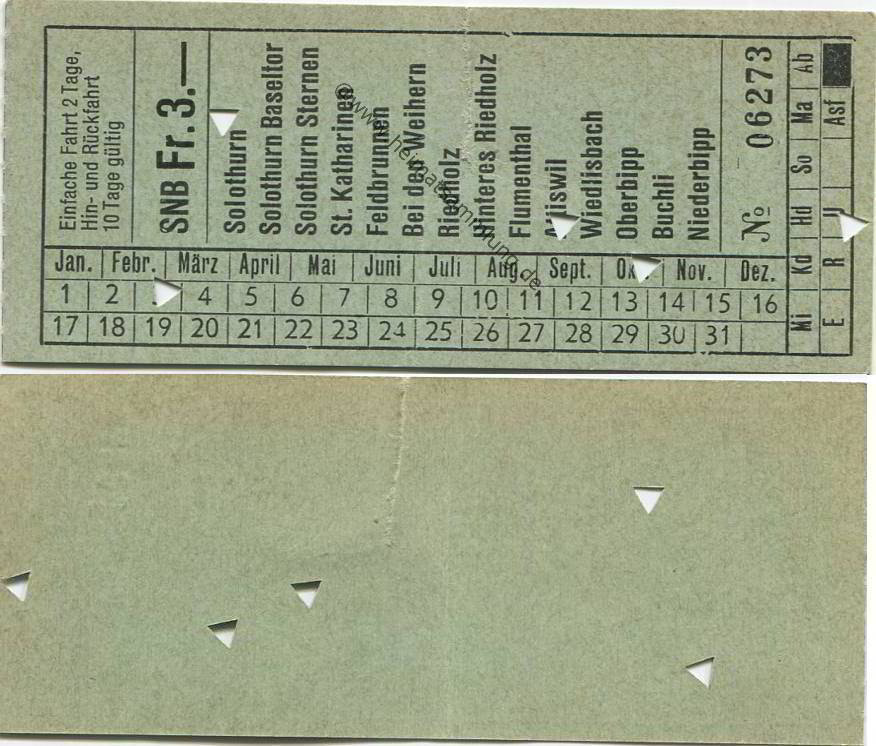 Einfache Fahrt 2 Tage,
Hin- und Rückfahrt
10 Tage gültig
SNB Fr. 3.—
Solothurn
Solothurn Baseltor
Solothurn Sternen
St. Katharinen
Feldbrunnen
Bei den Weihern
Riedholz
Hinteres Riedholz
Flumenthal
Wiedlisbach
Oberbipp
Buchli
Niederbipp
№ 06273
Jan. Febr. März April Mai Juni Juli Aug. Sept. Okt. Nov. Dez.
1 2 4 5 6 7 8 9 10 11 12 13 14 15 16
17 18 19 20 21 22 23 24 25 26 27 28 29 30 31
Mi Kd Hd So Ma Ab
E R U Asf
© www.heimatsammlung.de